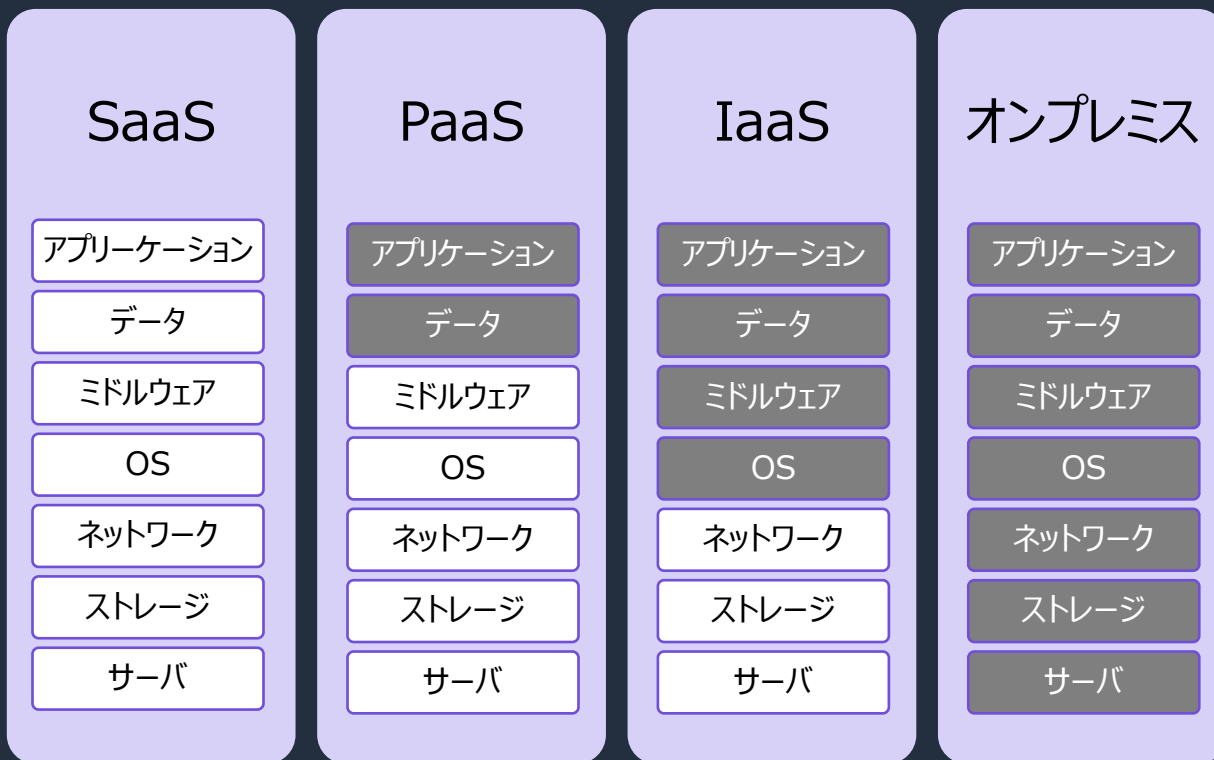 SaaS
アプリーケーション
データ
ミドルウェア
OS
ネットワーク
ストレージ
サーバ
PaaS
アプリケーション
データ
ミドルウェア
OS
ネットワーク
ストレージ
サーバ
IaaS
アプリケーション
データ
ミドルウェア
OS
ネットワーク
ストレージ
サーバ
オンプレミス
アプリケーション
データ
ミドルウェア
OS
ネットワーク
ストレージ
サーバ